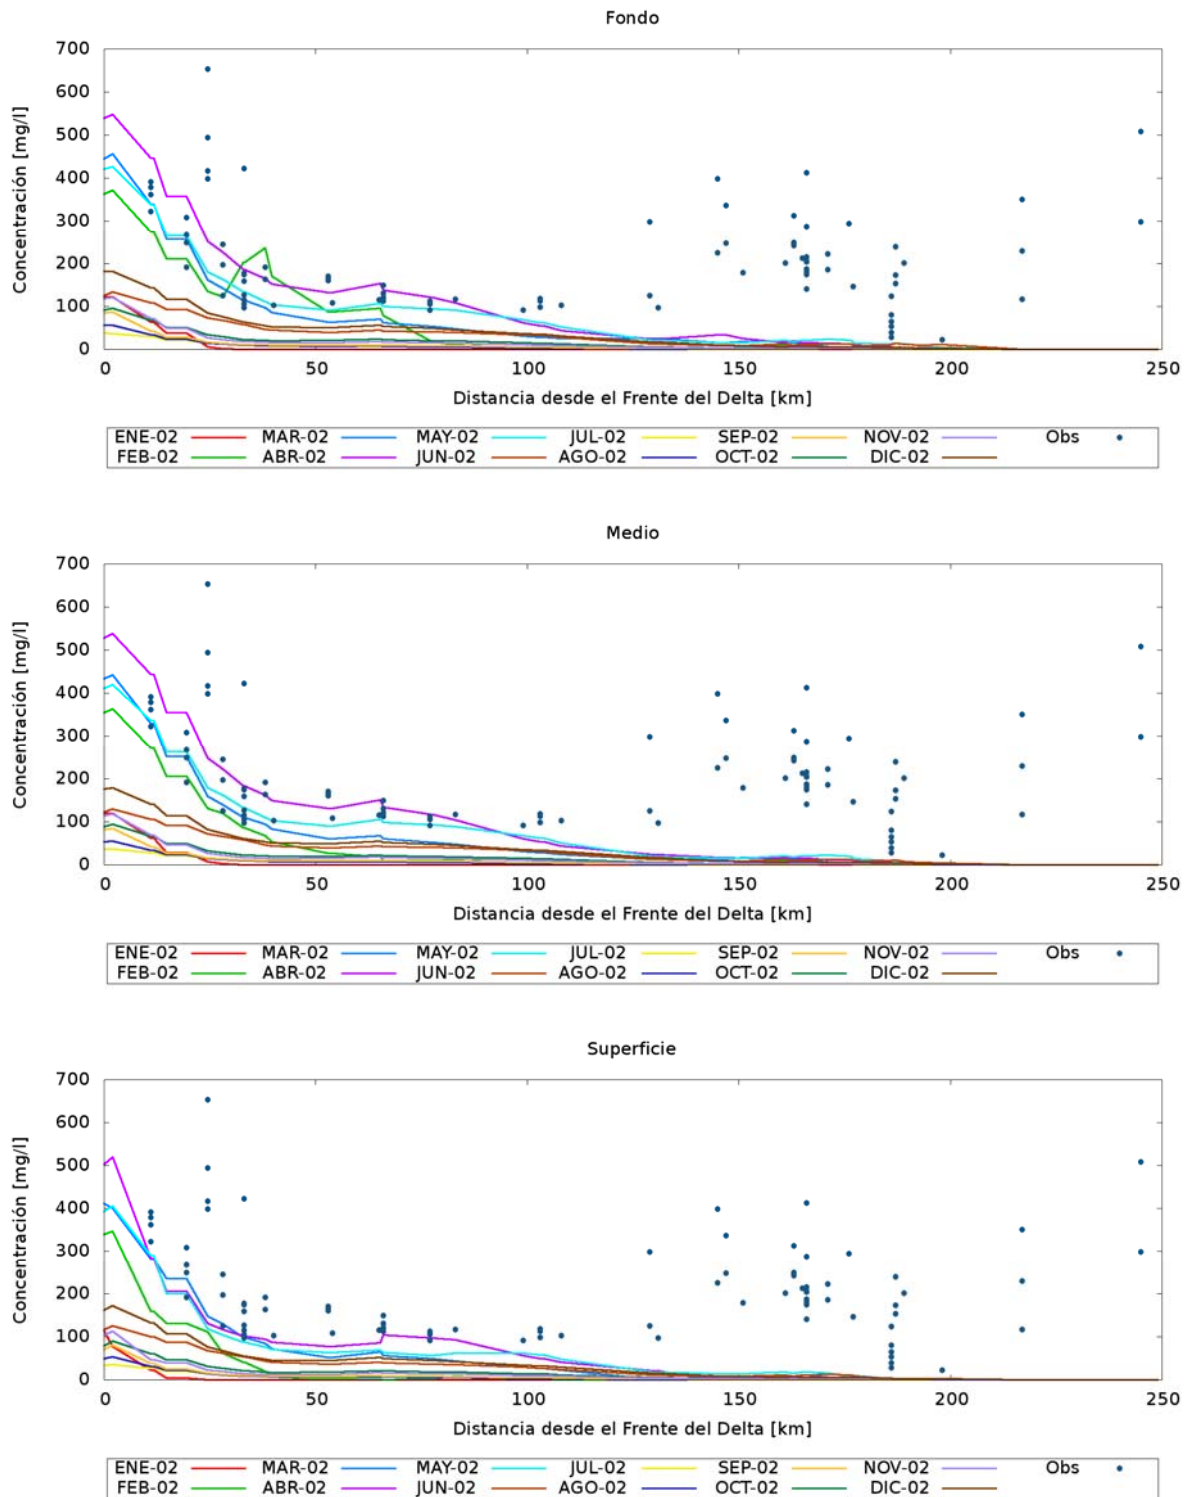 Fondo
700
600
500
400
300
200
100
0
Concentración [mg/l]
0 50 100 150 200 250
Distancia desde el Frente del Delta [km]
ENE-02 MAR-02 MAY-02 JUL-02 SEP-02 NOV-02 Obs
FEB-02 ABR-02 JUN-02 AGO-02 OCT-02 DIC-02
Medio
700
600
500
400
300
200
100
0
Concentración [mg/l]
0 50 100 150 200 250
Distancia desde el Frente del Delta [km]
ENE-02 MAR-02 MAY-02 JUL-02 SEP-02 NOV-02 Obs
FEB-02 ABR-02 JUN-02 AGO-02 OCT-02 DIC-02
Superficie
700
600
500
400
300
200
100
0
Concentración [mg/l]
0 50 100 150 200 250
Distancia desde el Frente del Delta [km]
ENE-02 MAR-02 MAY-02 JUL-02 SEP-02 NOV-02 Obs
FEB-02 ABR-02 JUN-02 AGO-02 OCT-02 DIC-02